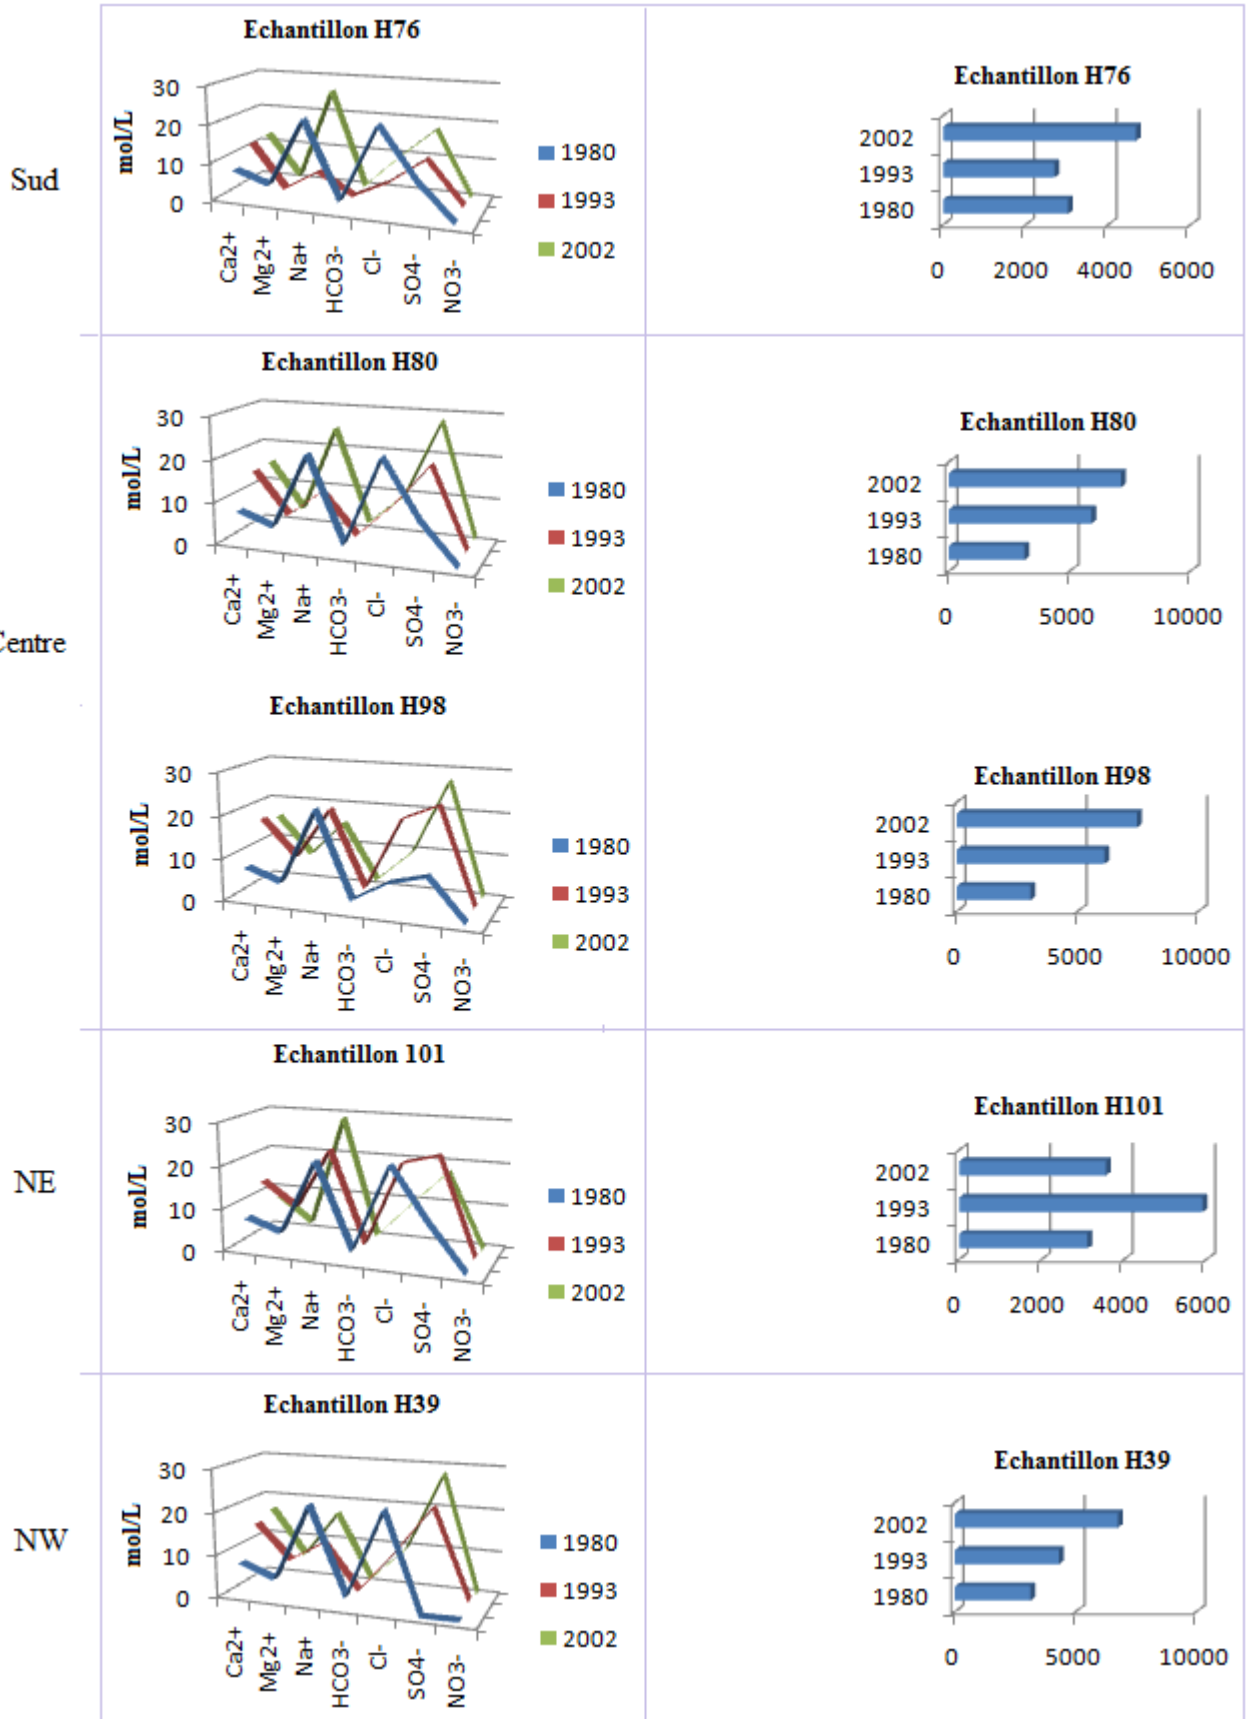 Sud
Echantillon H76
mol/L
30
20
10
0
Ca2+
Mg2+
Na+
HCO3-
Cl-
SO4-
NO3-
1980
1993
2002
Echantillon H76
2002
1993
1980
0 2000 4000 6000
Centre
Echantillon H80
mol/L
30
20
10
0
Ca2+
Mg2+
Na+
HCO3-
Cl-
SO4-
NO3-
1980
1993
2002
Echantillon H80
2002
1993
1980
0 5000 10000
Echantillon H98
mol/L
30
20
10
0
Ca2+
Mg2+
Na+
HCO3-
Cl-
SO4-
NO3-
1980
1993
2002
Echantillon H98
2002
1993
1980
0 5000 10000
NE
Echantillon 101
mol/L
30
20
10
0
Ca2+
Mg2+
Na+
HCO3-
Cl-
SO4-
NO3-
1980
1993
2002
Echantillon H101
2002
1993
1980
0 2000 4000 6000
NW
Echantillon H39
mol/L
30
20
10
0
Ca2+
Mg2+
Na+
HCO3-
Cl-
SO4-
NO3-
1980
1993
2002
Echantillon H39
2002
1993
1980
0 5000 10000